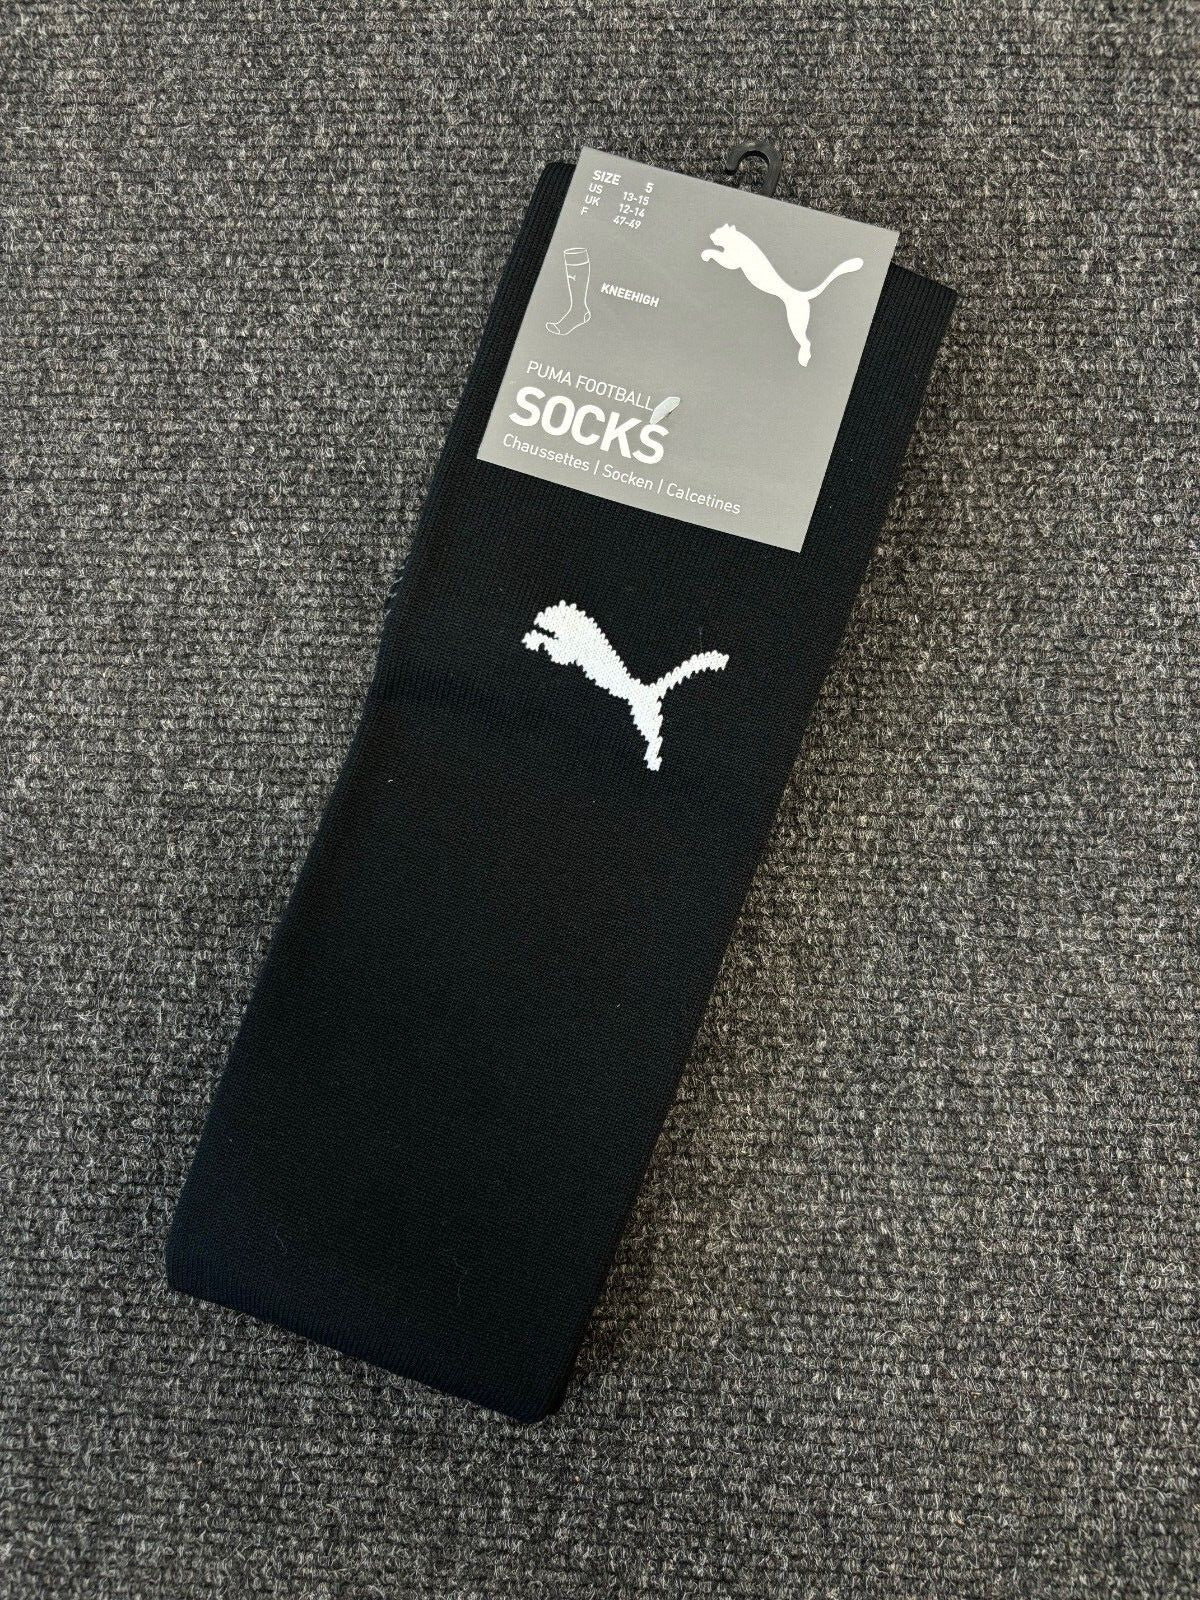 SIZE 5
US 13-15
UK 12-14
F 47-49
KNEEHIGH
PUMA FOOTBALL
SOCKS
Chaussettes | Socken | Calcetines